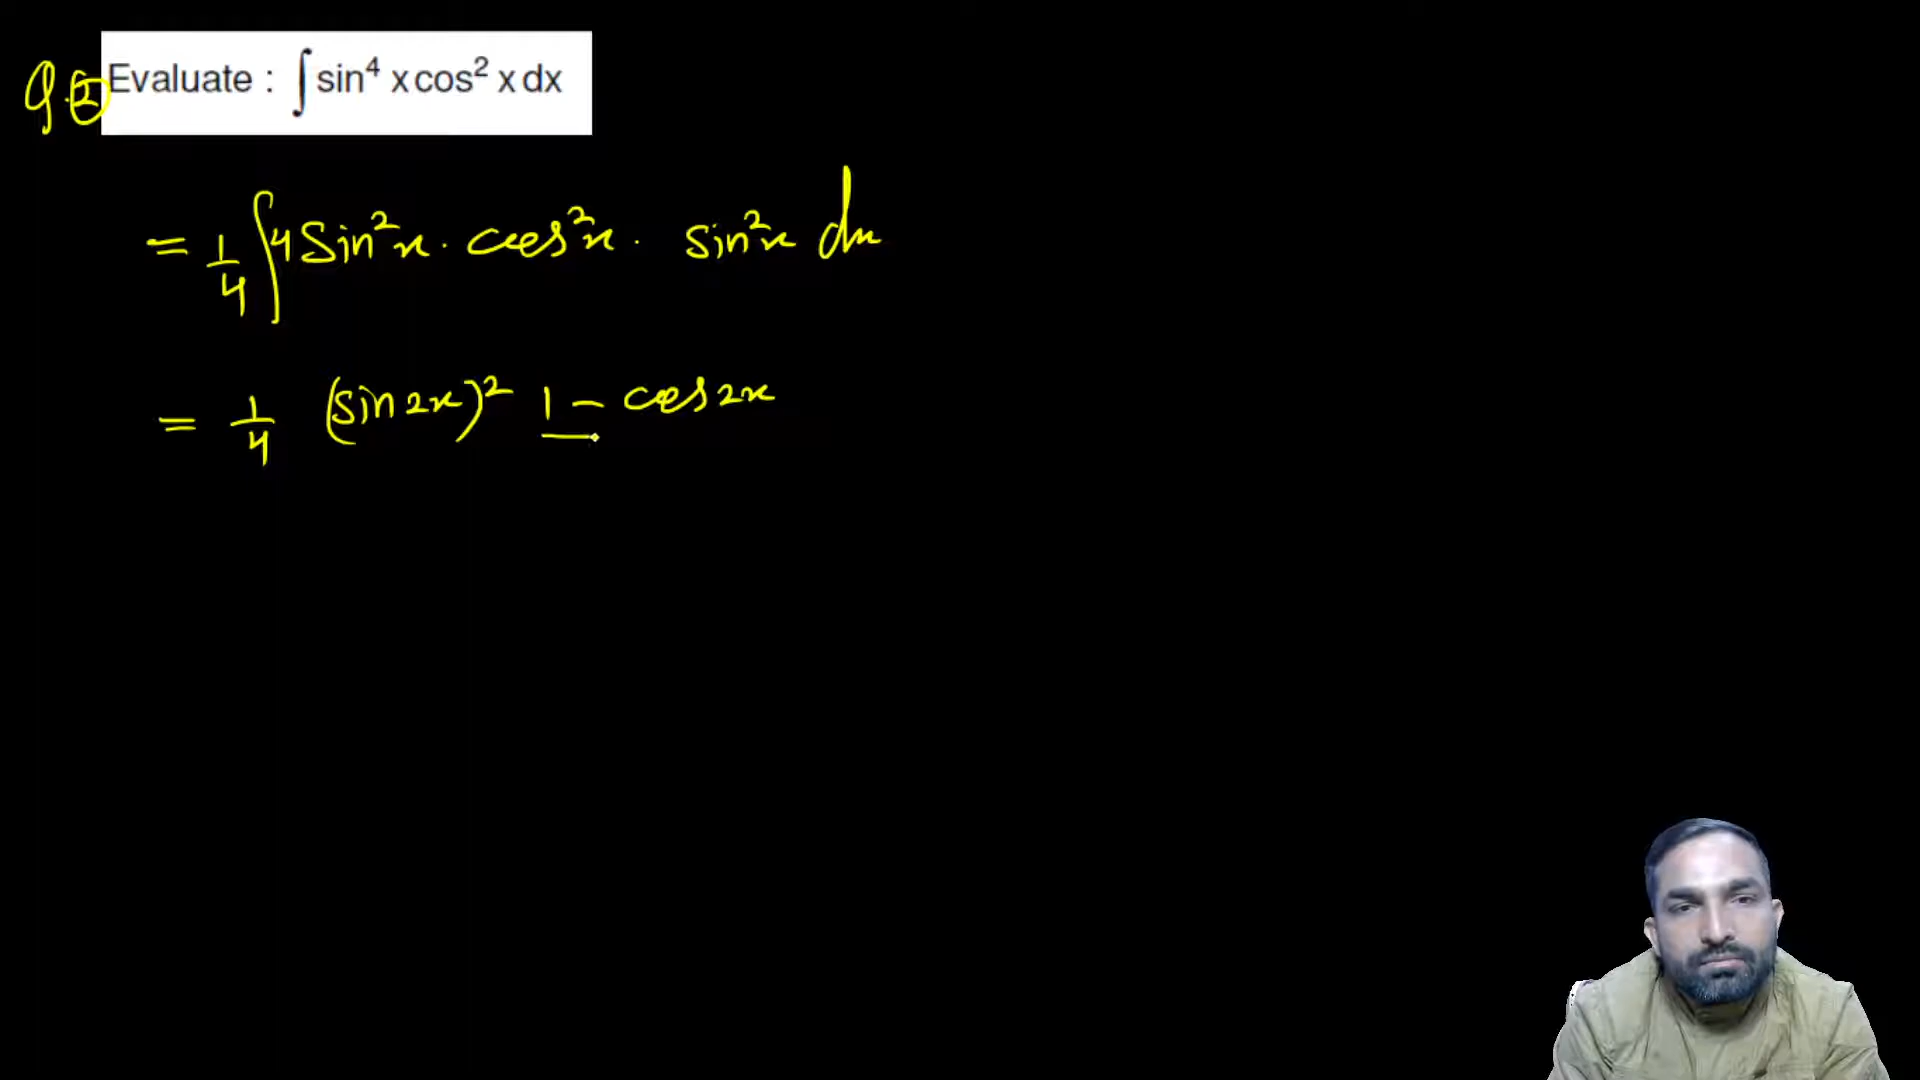 Q.② Evaluate : ∫ sin⁴ x cos² x dx
= 1/4 ∫ 4 Sin²x . cos²x . sin²x dx
= 1/4 (sin 2x)² 1 - cos 2x